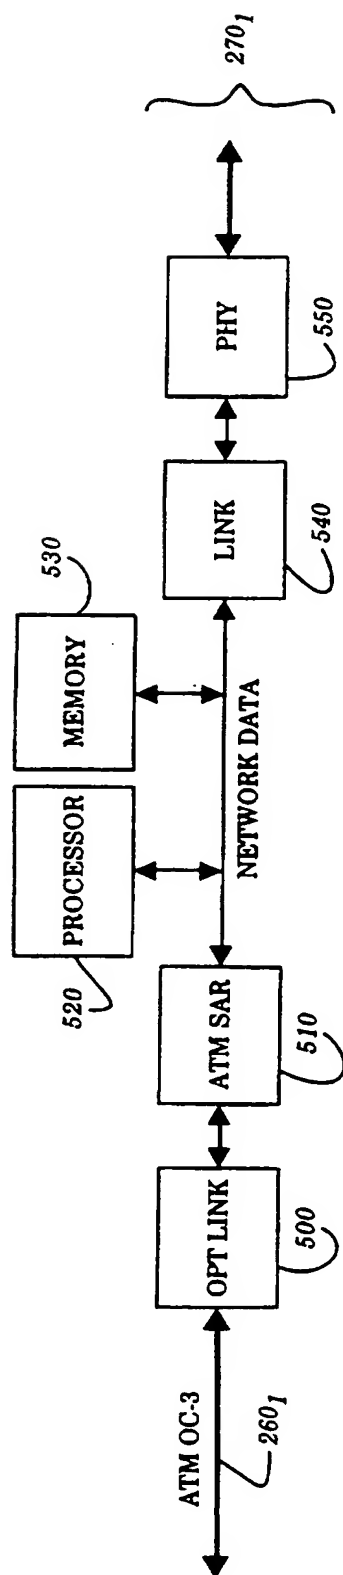 ATM OC-3
260₁
OPT LINK
500
ATM SAR
510
PROCESSOR
520
MEMORY
530
NETWORK DATA
LINK
540
PHY
550
270₁